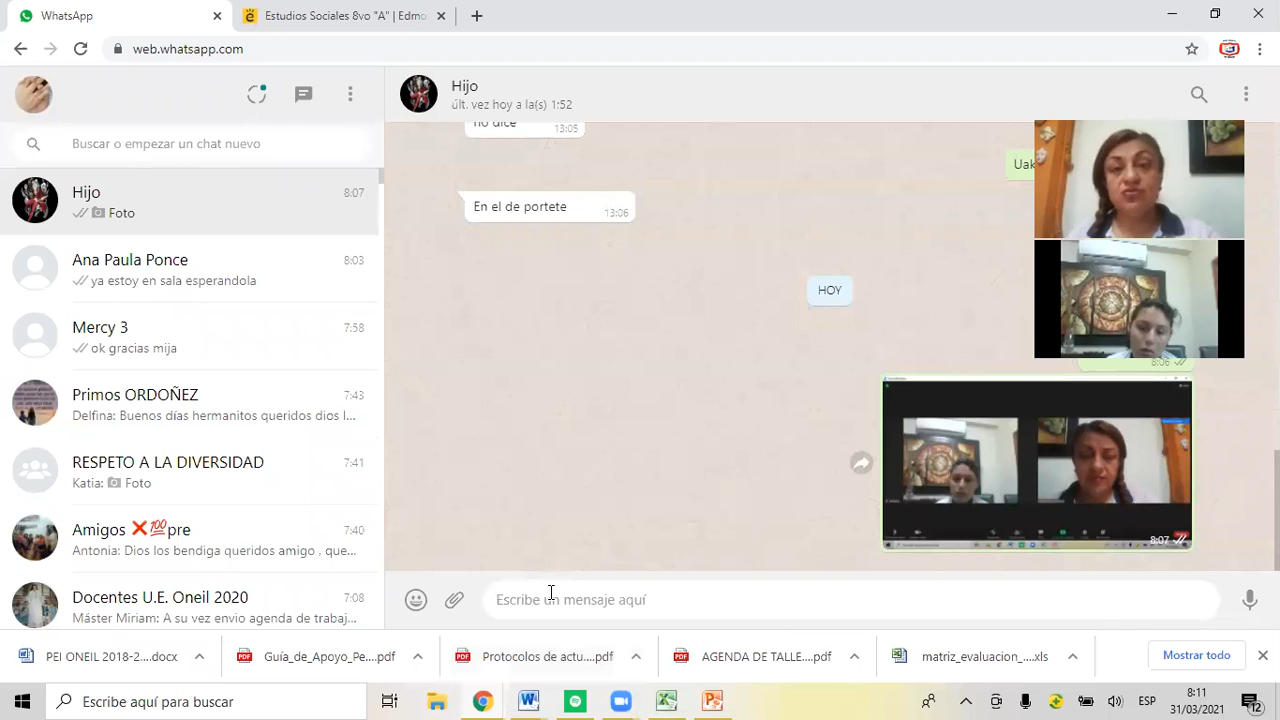 WhatsApp
Estudios Sociales 8vo "A" | Edmo
web.whatsapp.com
Hijo
últ. vez hoy a la(s) 1:52
Buscar o empezar un chat nuevo
Hijo 8:07
Foto
Ana Paula Ponce 8:03
ya estoy en sala esperandola
Mercy 3 7:58
ok gracias mija
Primos ORDOÑEZ 7:43
Delfina: Buenos días hermanitos queridos dios l...
RESPETO A LA DIVERSIDAD 7:41
Katia: Foto
Amigos ❌💯pre 7:40
Antonia: Dios los bendiga queridos amigo , que...
Docentes U.E. Oneil 2020 7:08
Máster Miriam: A su vez envio agenda de trabaj...
no dice 13:05
Uak
En el de portete 13:06
HOY
8:06
8:07
Escribe un mensaje aquí
PEI ONEIL 2018-2....docx
Guía_de_Apoyo_Pe....pdf
Protocolos de actu....pdf
AGENDA DE TALLE....pdf
matriz_evaluacion_....xls
Mostrar todo
Escribe aquí para buscar
ESP
8:11
31/03/2021
12